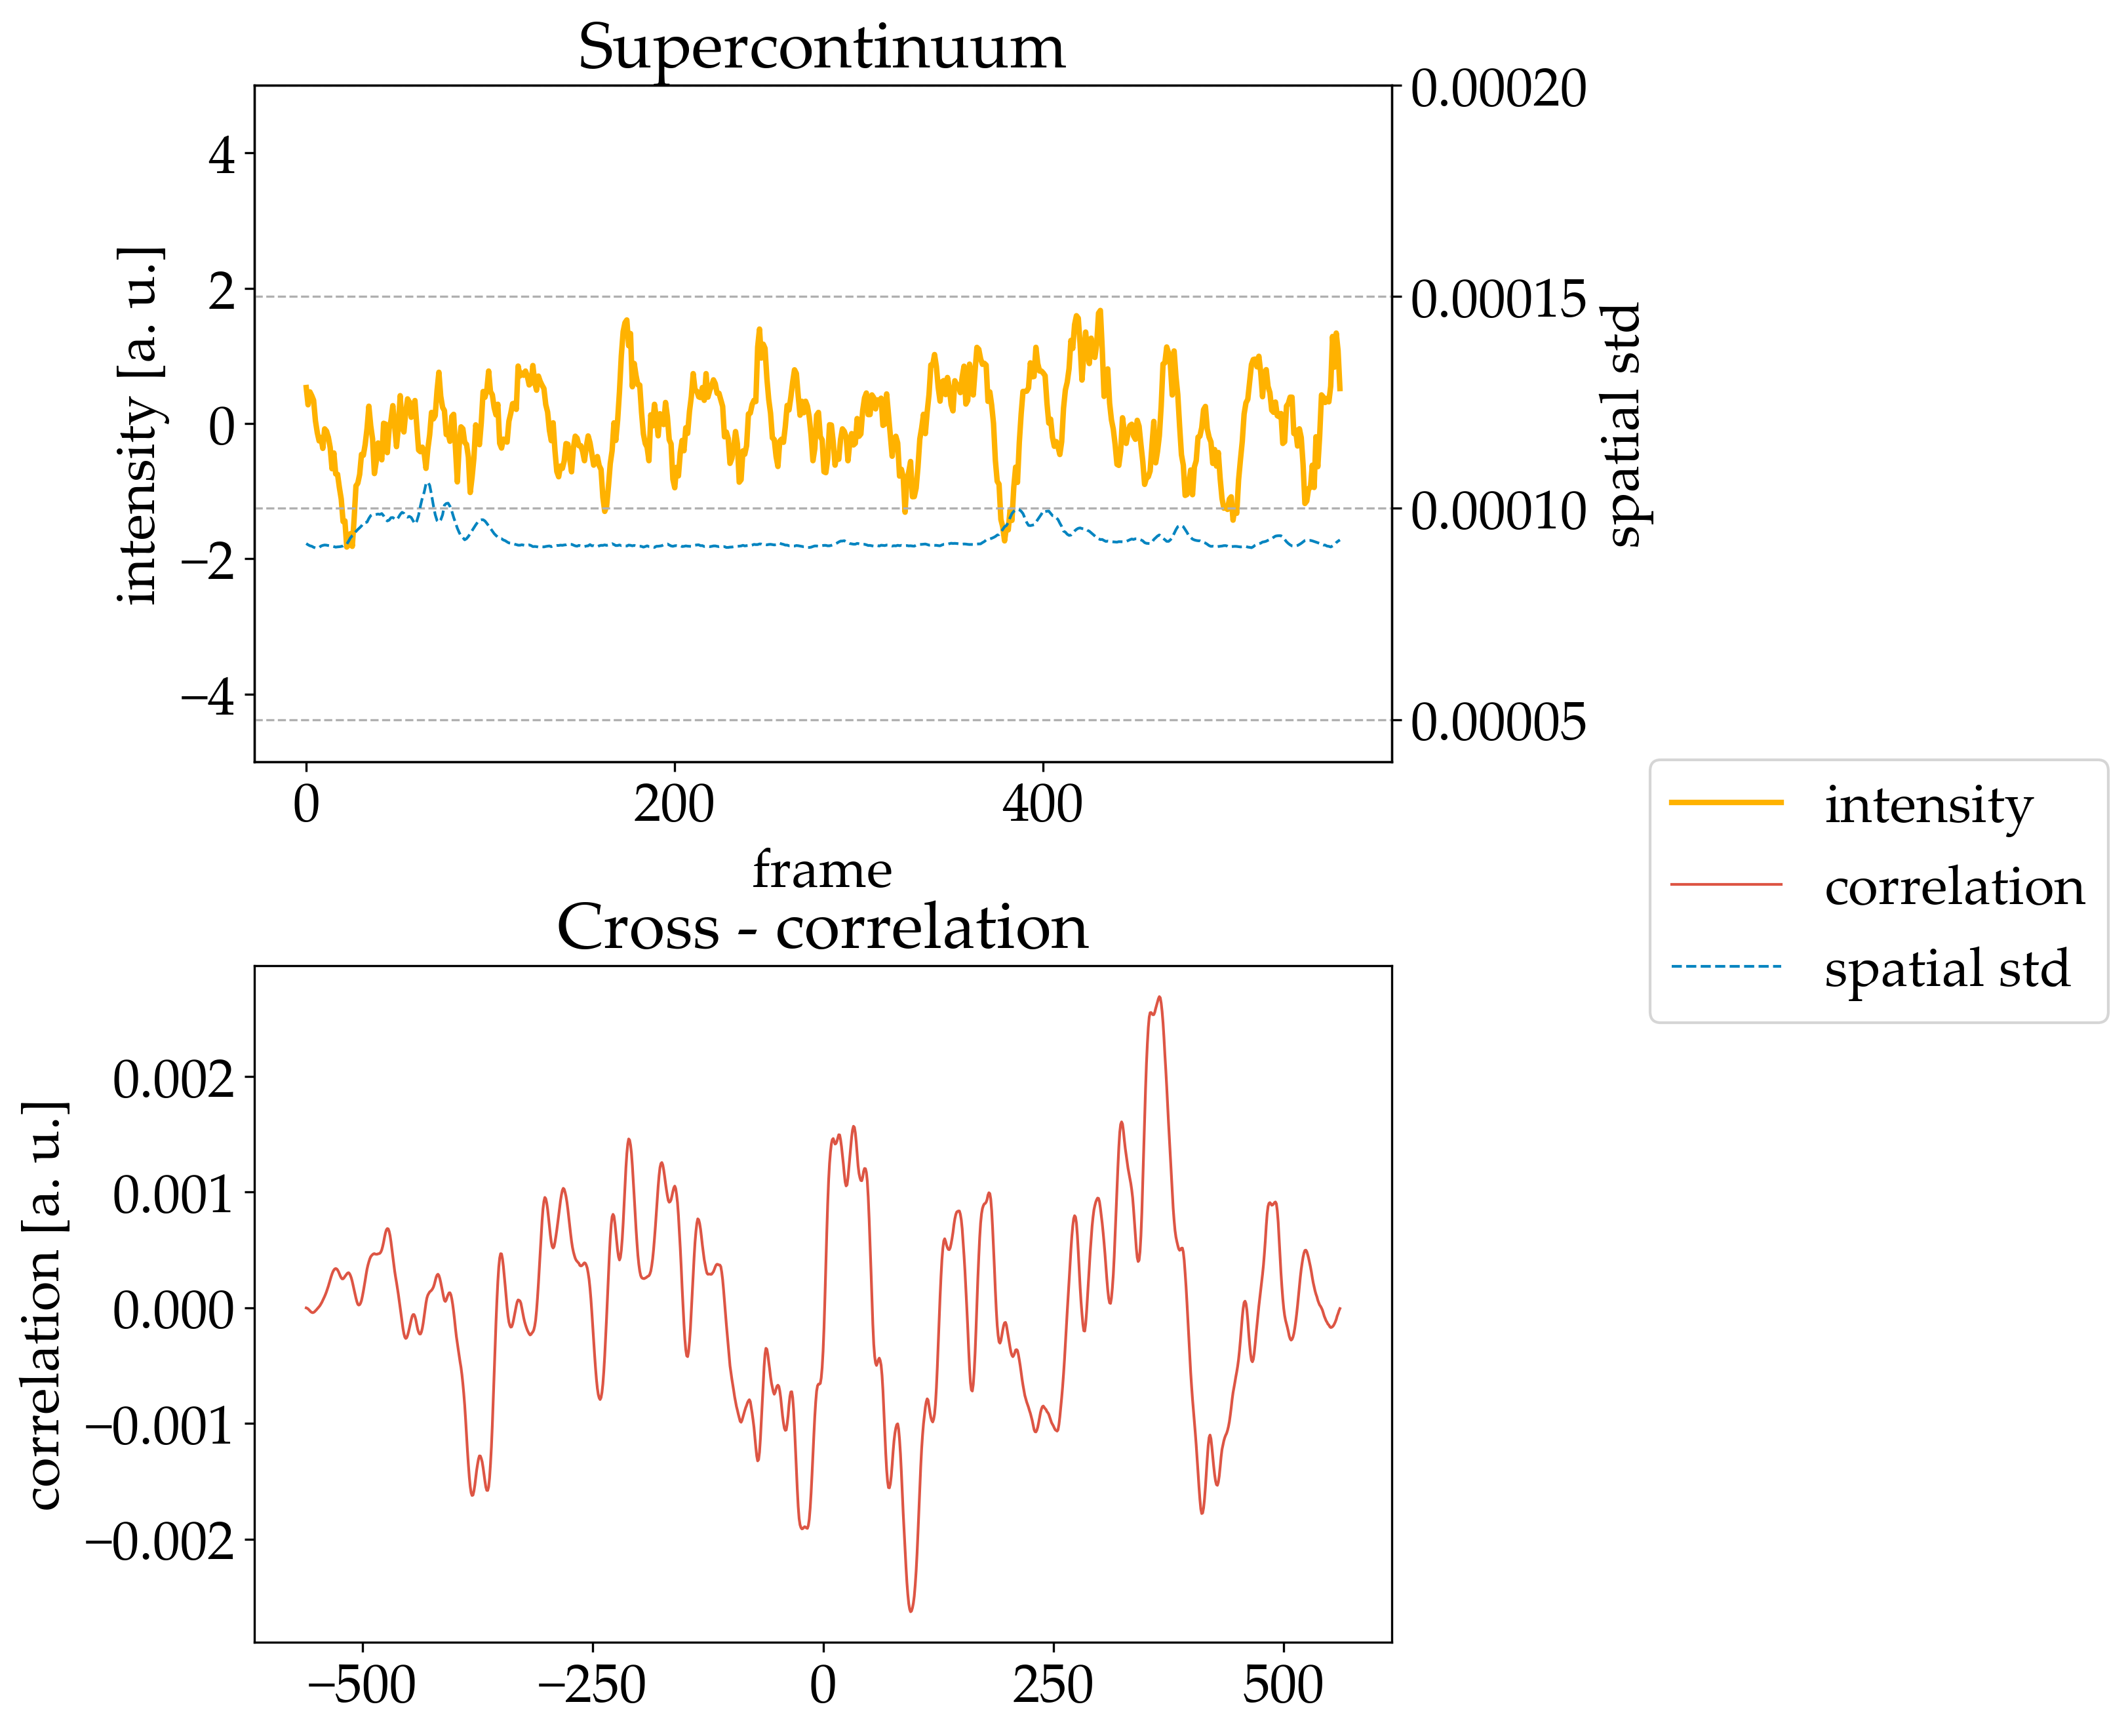 Supercontinuum
4
2
0
−2
−4
intensity [a. u.]
0.00020
0.00015
0.00010
0.00005
spatial std
0
200
400
frame
intensity
correlation
spatial std
Cross - correlation
0.002
0.001
0.000
−0.001
−0.002
correlation [a. u.]
−500
−250
0
250
500